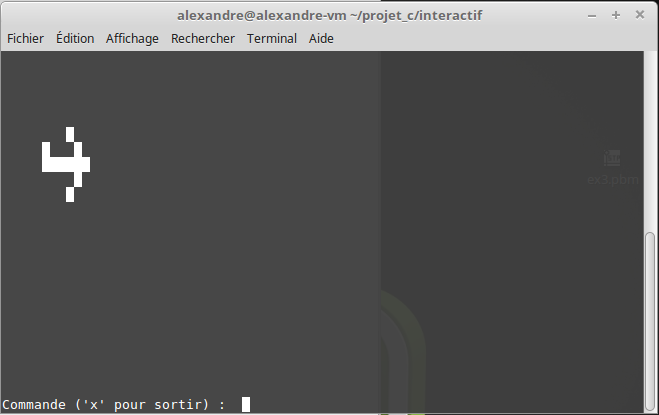 alexandre@alexandre-vm ~/projet_c/interactif
Fichier Édition Affichage Rechercher Terminal Aide
ex3.pbm
Commande ('x' pour sortir) :